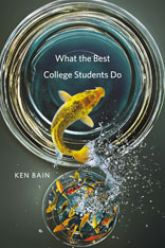 What the Best
College Students Do
KEN BAIN